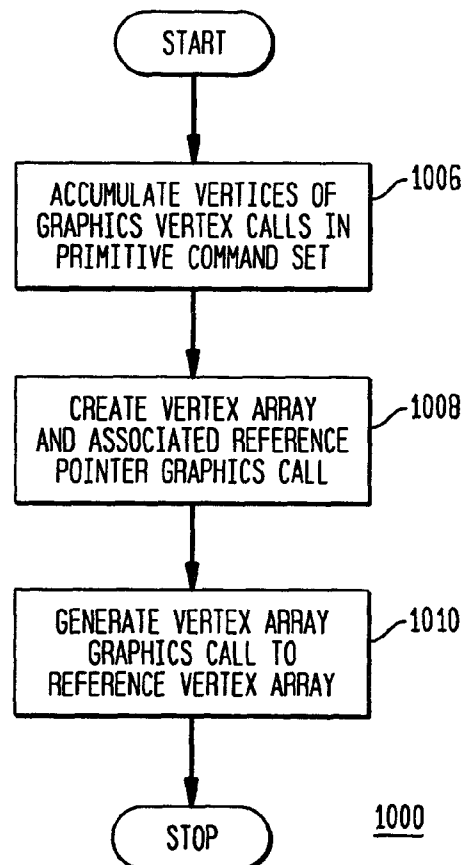 START
1006
ACCUMULATE VERTICES OF
GRAPHICS VERTEX CALLS IN
PRIMITIVE COMMAND SET
1008
CREATE VERTEX ARRAY
AND ASSOCIATED REFERENCE
POINTER GRAPHICS CALL
1010
GENERATE VERTEX ARRAY
GRAPHICS CALL TO
REFERENCE VERTEX ARRAY
STOP
1000